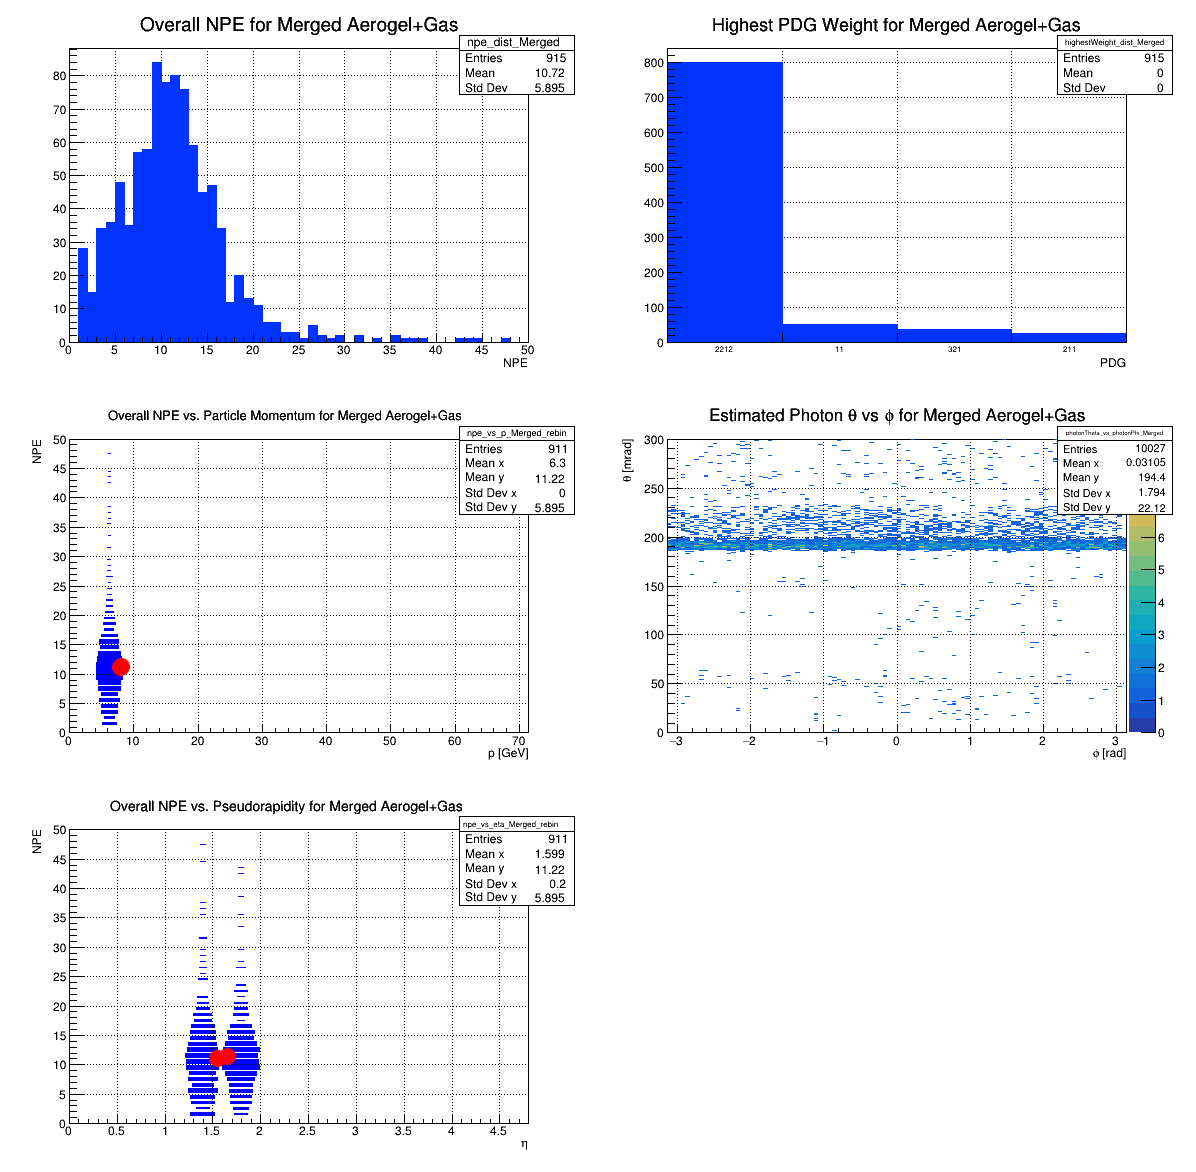 Overall NPE for Merged Aerogel+Gas
npe_dist_Merged
Entries 915
Mean 10.72
Std Dev 5.895
80
70
60
50
40
30
20
10
0
0 5 10 15 20 25 30 35 40 45 50
NPE
Highest PDG Weight for Merged Aerogel+Gas
highestWeight_dist_Merged
Entries 915
Mean 0
Std Dev 0
800
700
600
500
400
300
200
100
0
2212 11 321 211
PDG
Overall NPE vs. Particle Momentum for Merged Aerogel+Gas
npe_vs_p_Merged_rebin
Entries 911
Mean x 6.3
Mean y 11.22
Std Dev x 0
Std Dev y 5.895
NPE
50
45
40
35
30
25
20
15
10
5
0
0 10 20 30 40 50 60 70
p [GeV]
Estimated Photon θ vs ϕ for Merged Aerogel+Gas
photonTheta_vs_photonPhi_Merged
Entries 10027
Mean x 0.03105
Mean y 194.4
Std Dev x 1.794
Std Dev y 22.12
θ [mrad]
300
250
200
150
100
50
0
−3 −2 −1 0 1 2 3
ϕ [rad]
6
5
4
3
2
1
0
Overall NPE vs. Pseudorapidity for Merged Aerogel+Gas
npe_vs_eta_Merged_rebin
Entries 911
Mean x 1.599
Mean y 11.22
Std Dev x 0.2
Std Dev y 5.895
NPE
50
45
40
35
30
25
20
15
10
5
0
0 0.5 1 1.5 2 2.5 3 3.5 4 4.5
η